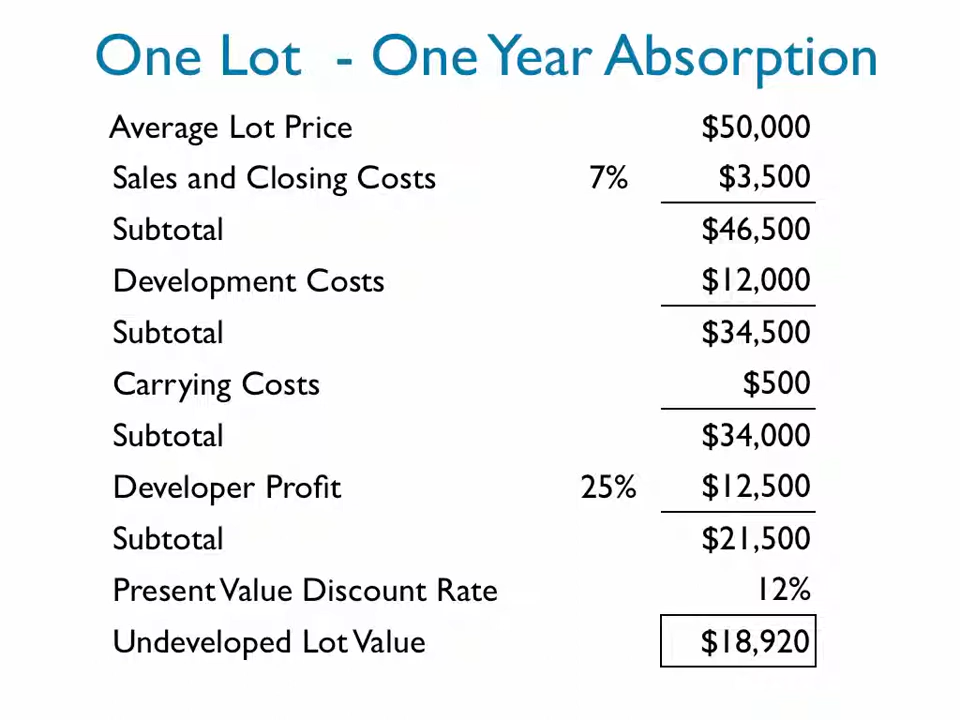 One Lot - One Year Absorption
Average Lot Price $50,000
Sales and Closing Costs 7% $3,500
Subtotal $46,500
Development Costs $12,000
Subtotal $34,500
Carrying Costs $500
Subtotal $34,000
Developer Profit 25% $12,500
Subtotal $21,500
Present Value Discount Rate 12%
Undeveloped Lot Value $18,920